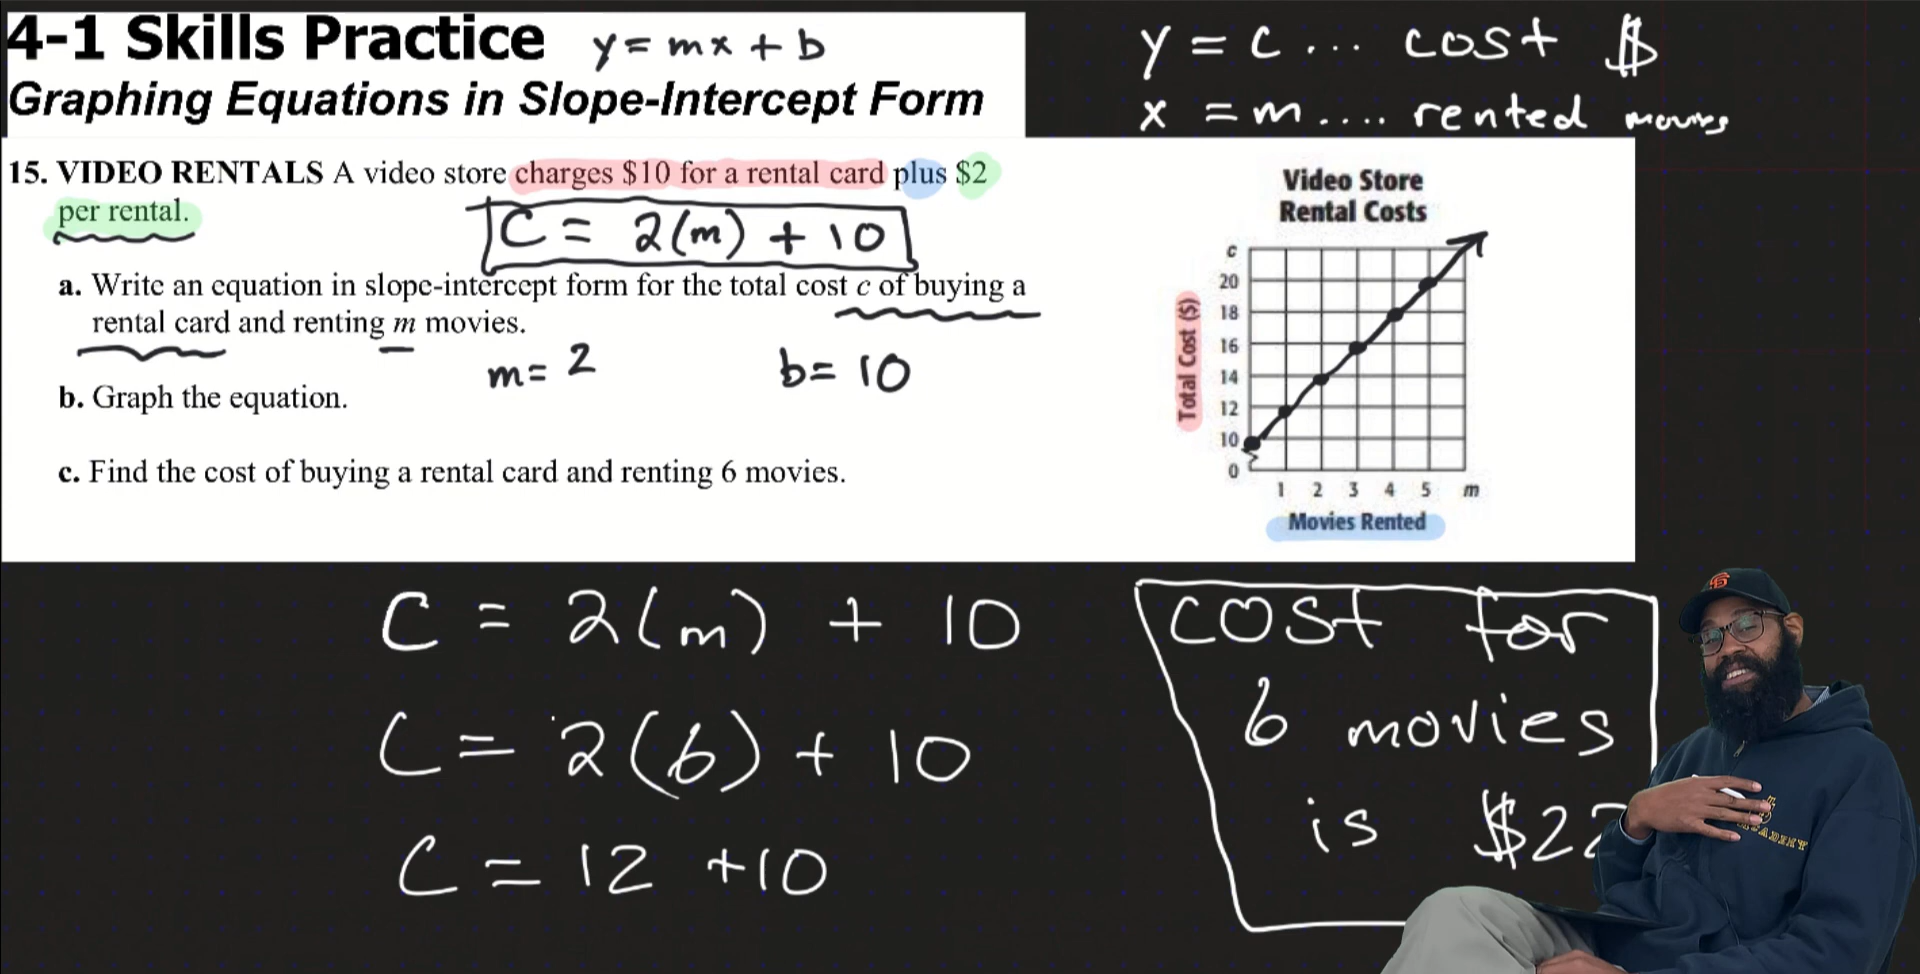 4-1 Skills Practice y = mx + b
Graphing Equations in Slope-Intercept Form
y = c ... cost $
x = m .... rented movies
15. VIDEO RENTALS A video store charges $10 for a rental card plus $2
per rental.
C = 2(m) + 10
a. Write an equation in slope-intercept form for the total cost c of buying a
rental card and renting m movies.
m = 2 b = 10
b. Graph the equation.
c. Find the cost of buying a rental card and renting 6 movies.
Video Store
Rental Costs
c
20
18
16
14
12
10
0
Total Cost ($)
1 2 3 4 5 m
Movies Rented
C = 2(m) + 10
C = 2(6) + 10
C = 12 + 10
cost for
6 movies
is $22
SF